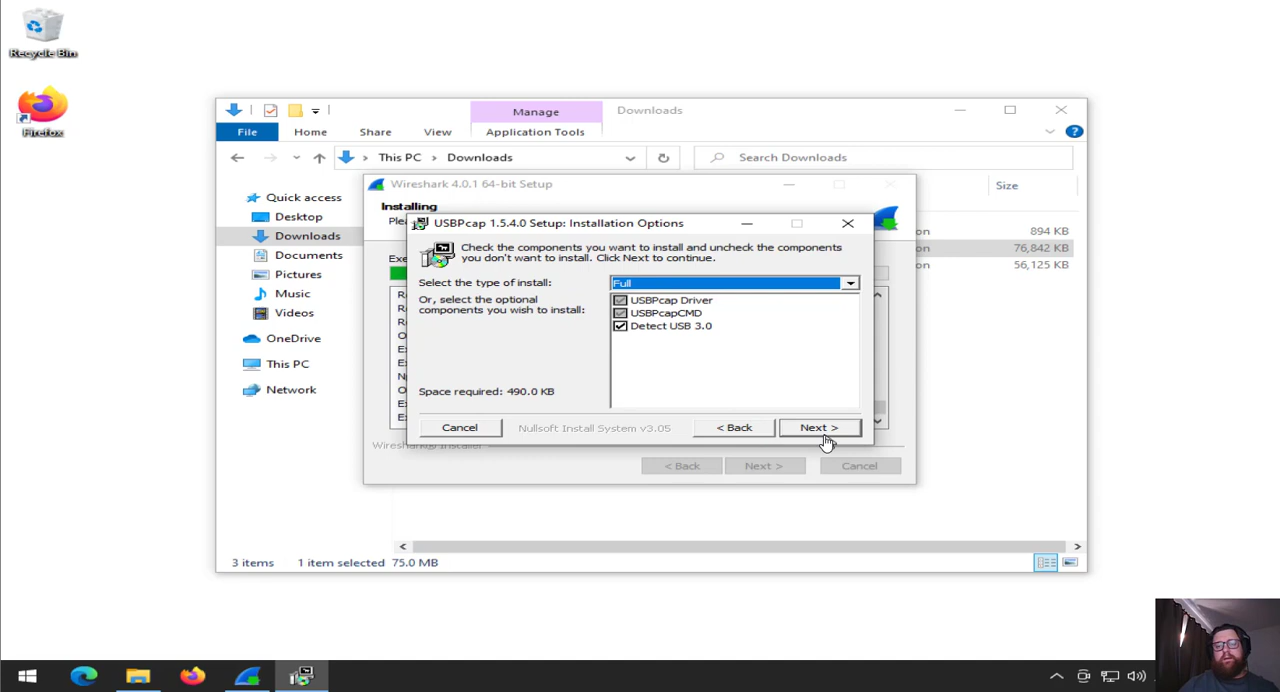 Recycle Bin
Firefox
Manage
Downloads
File
Home
Share
View
Application Tools
This PC
Downloads
Search Downloads
Quick access
Desktop
Downloads
Documents
Pictures
Music
Videos
OneDrive
This PC
Network
Size
on
894 KB
76,842 KB
on
56,125 KB
Wireshark 4.0.1 64-bit Setup
Installing
Plea
Exe
USBPcap 1.5.4.0 Setup: Installation Options
Check the components you want to install and uncheck the components
you don't want to install. Click Next to continue.
Select the type of install:
Full
Or, select the optional
components you wish to install:
USBPcap Driver
USBPcapCMD
Detect USB 3.0
Space required: 490.0 KB
Cancel
Nullsoft Install System v3.05
< Back
Next >
Wireshark® Installer
< Back
Next >
Cancel
3 items
1 item selected 75.0 MB